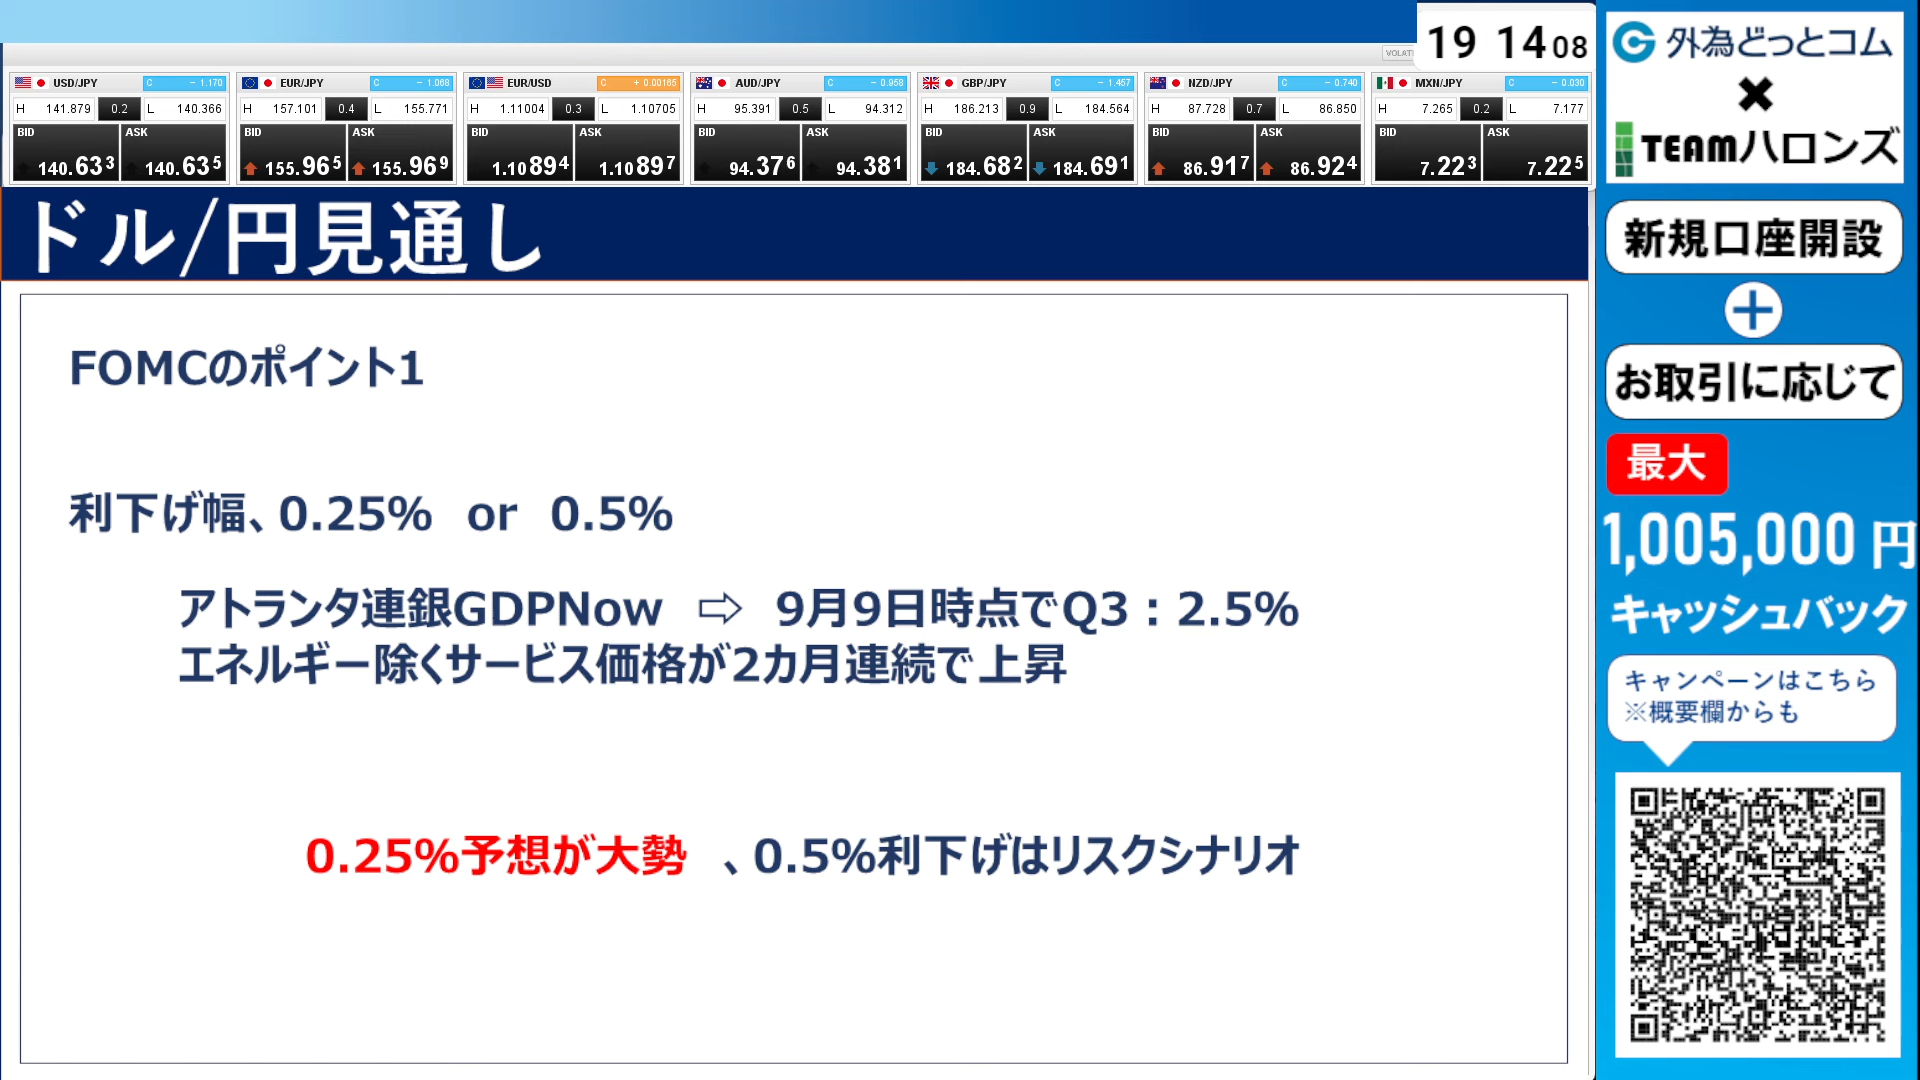 19 14 08
VOLAT
USD/JPY C - 1.170
H 141.879 0.2 L 140.366
BID ASK
140.633 140.635
EUR/JPY C - 1.068
H 157.101 0.4 L 155.771
BID ASK
155.965 155.969
EUR/USD C + 0.00165
H 1.11004 0.3 L 1.10705
BID ASK
1.10894 1.10897
AUD/JPY C - 0.958
H 95.391 0.5 L 94.312
BID ASK
94.376 94.381
GBP/JPY C - 1.457
H 186.213 0.9 L 184.564
BID ASK
184.682 184.691
NZD/JPY C - 0.740
H 87.728 0.7 L 86.850
BID ASK
86.917 86.924
MXN/JPY C - 0.030
H 7.265 0.2 L 7.177
BID ASK
7.223 7.225
ドル/円見通し
FOMCのポイント1
利下げ幅、0.25% or 0.5%
アトランタ連銀GDPNow ⇨ 9月9日時点でQ3：2.5%
エネルギー除くサービス価格が2カ月連続で上昇
0.25%予想が大勢 、0.5%利下げはリスクシナリオ
外為どっとコム
×
TEAMハロンズ
新規口座開設
+
お取引に応じて
最大
1,005,000 円
キャッシュバック
キャンペーンはこちら
※概要欄からも